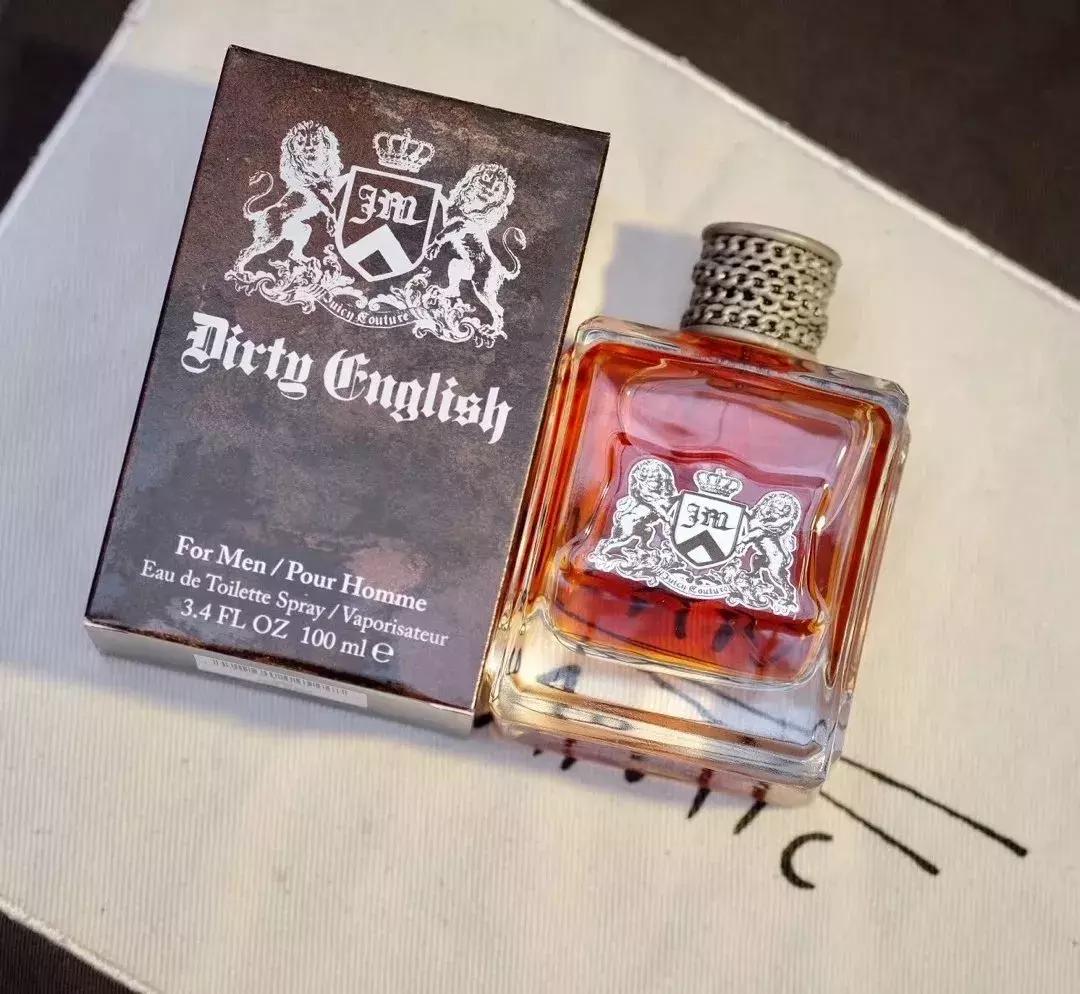 JM
Juicy Couture
Dirty English
For Men / Pour Homme
Eau de Toilette Spray / Vaporisateur
3.4 FL OZ 100 ml e
JM
Juicy Couture